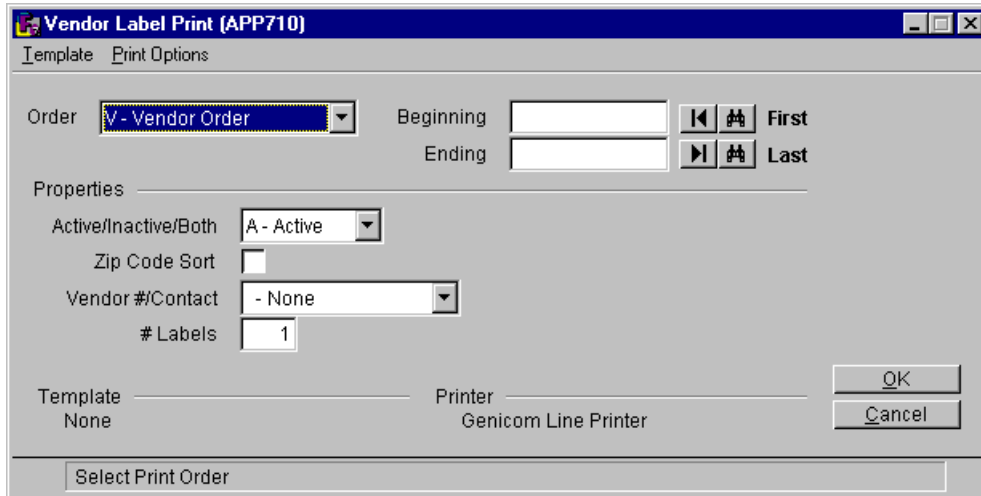 Vendor Label Print (APP710)
Template Print Options
Order V - Vendor Order Beginning First
Ending Last
Properties
Active/Inactive/Both A - Active
Zip Code Sort
Vendor #/Contact - None
# Labels 1
OK
Template Printer
None Genicom Line Printer
Cancel
Select Print Order